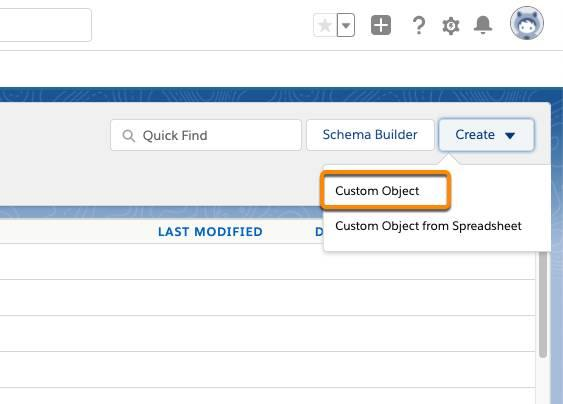 Quick Find
Schema Builder
Create
Custom Object
Custom Object from Spreadsheet
LAST MODIFIED
D